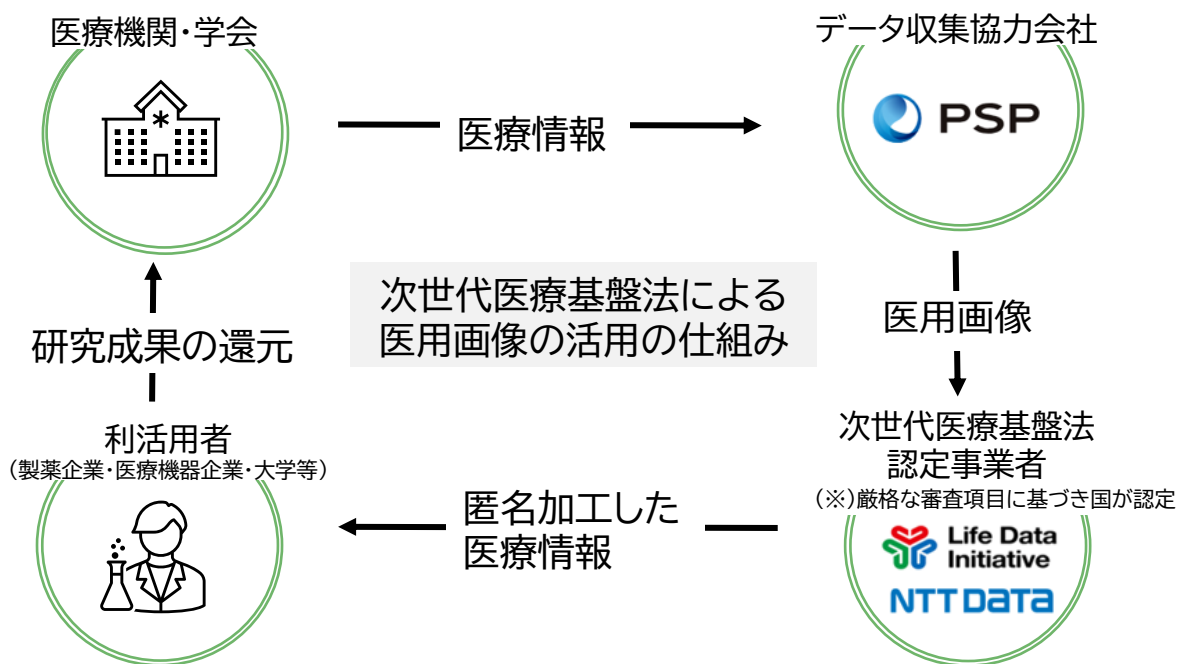 医療機関・学会
データ収集協力会社
PSP
医療情報
次世代医療基盤法による
医用画像の活用の仕組み
医用画像
研究成果の還元
利活用者
（製薬企業・医療機器企業・大学等）
次世代医療基盤法
認定事業者
（※）厳格な審査項目に基づき国が認定
Life Data
Initiative
NTT DATA
匿名加工した
医療情報